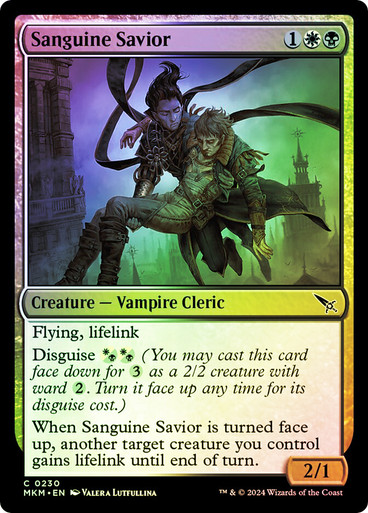 Sanguine Savior 1
Creature — Vampire Cleric
Flying, lifelink
Disguise (You may cast this card
face down for 3 as a 2/2 creature with
ward 2. Turn it face up any time for its
disguise cost.)
When Sanguine Savior is turned face
up, another target creature you control
gains lifelink until end of turn.
2/1
C 0230
MKM • EN Valera Lutfullina
™ & © 2024 Wizards of the Coast